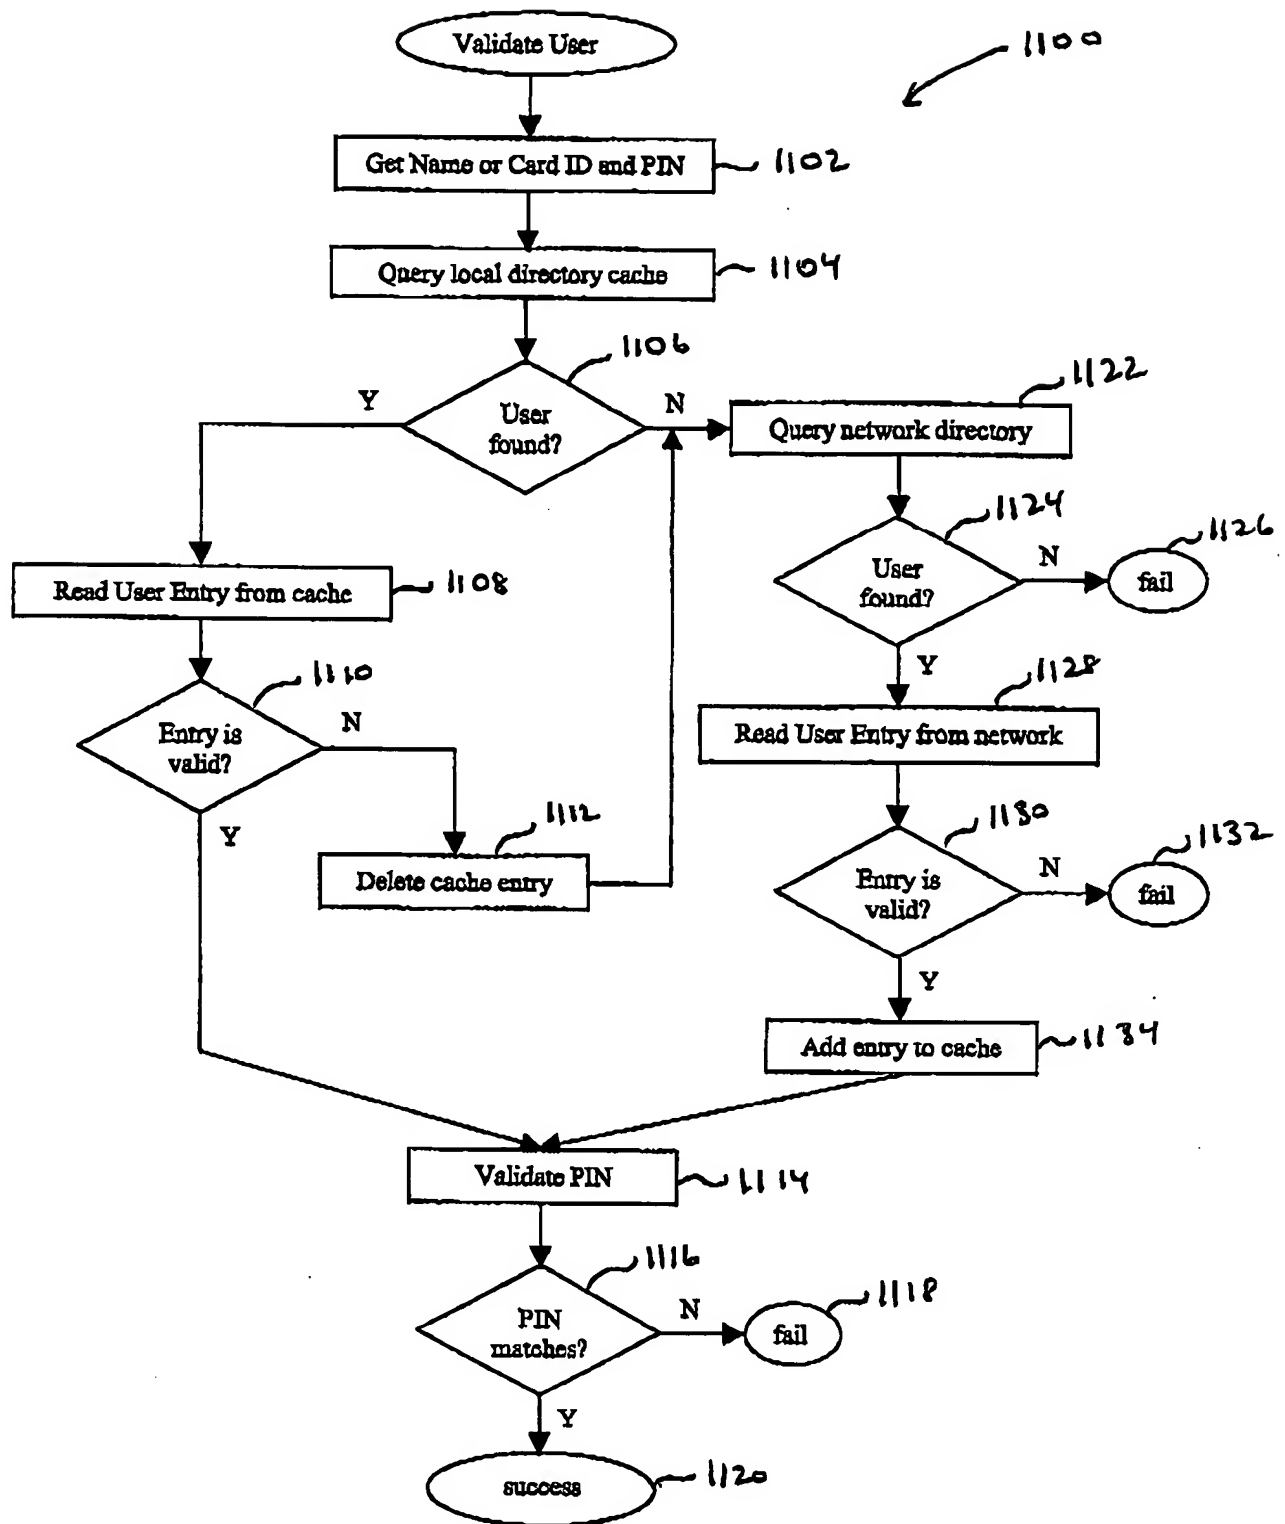 Validate User
1100
Get Name or Card ID and PIN
1102
Query local directory cache
1104
1106
User
found?
Y
N
1122
Query network directory
1124
User
found?
N
1126
fail
Y
Read User Entry from cache
1108
1128
Read User Entry from network
1110
Entry is
valid?
N
Y
1112
Delete cache entry
1130
Entry is
valid?
N
1132
fail
Y
Add entry to cache
1134
Validate PIN
1114
1116
PIN
matches?
N
1118
fail
Y
success
1120